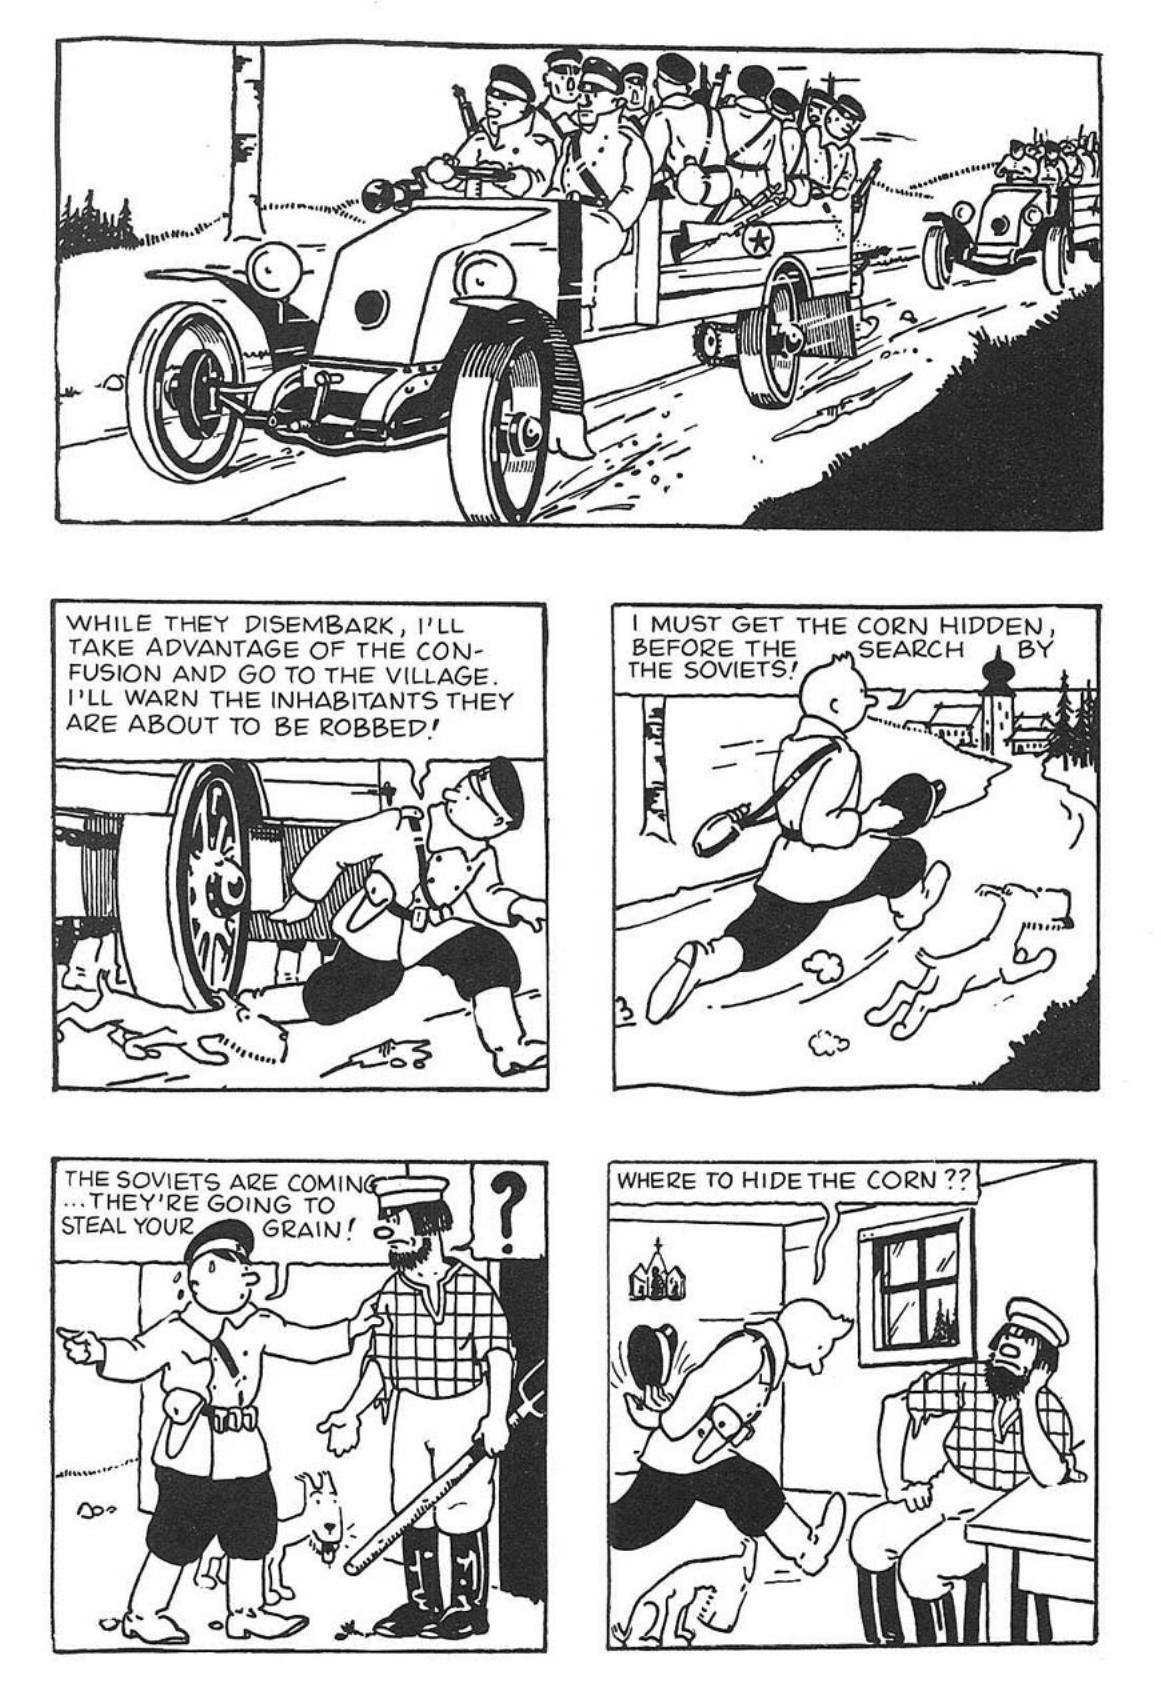 WHILE THEY DISEMBARK, I'LL
TAKE ADVANTAGE OF THE CON-
FUSION AND GO TO THE VILLAGE.
I'LL WARN THE INHABITANTS THEY
ARE ABOUT TO BE ROBBED!
I MUST GET THE CORN HIDDEN,
BEFORE THE SEARCH BY
THE SOVIETS!
THE SOVIETS ARE COMING
...THEY'RE GOING TO
STEAL YOUR GRAIN!
?
WHERE TO HIDE THE CORN ??